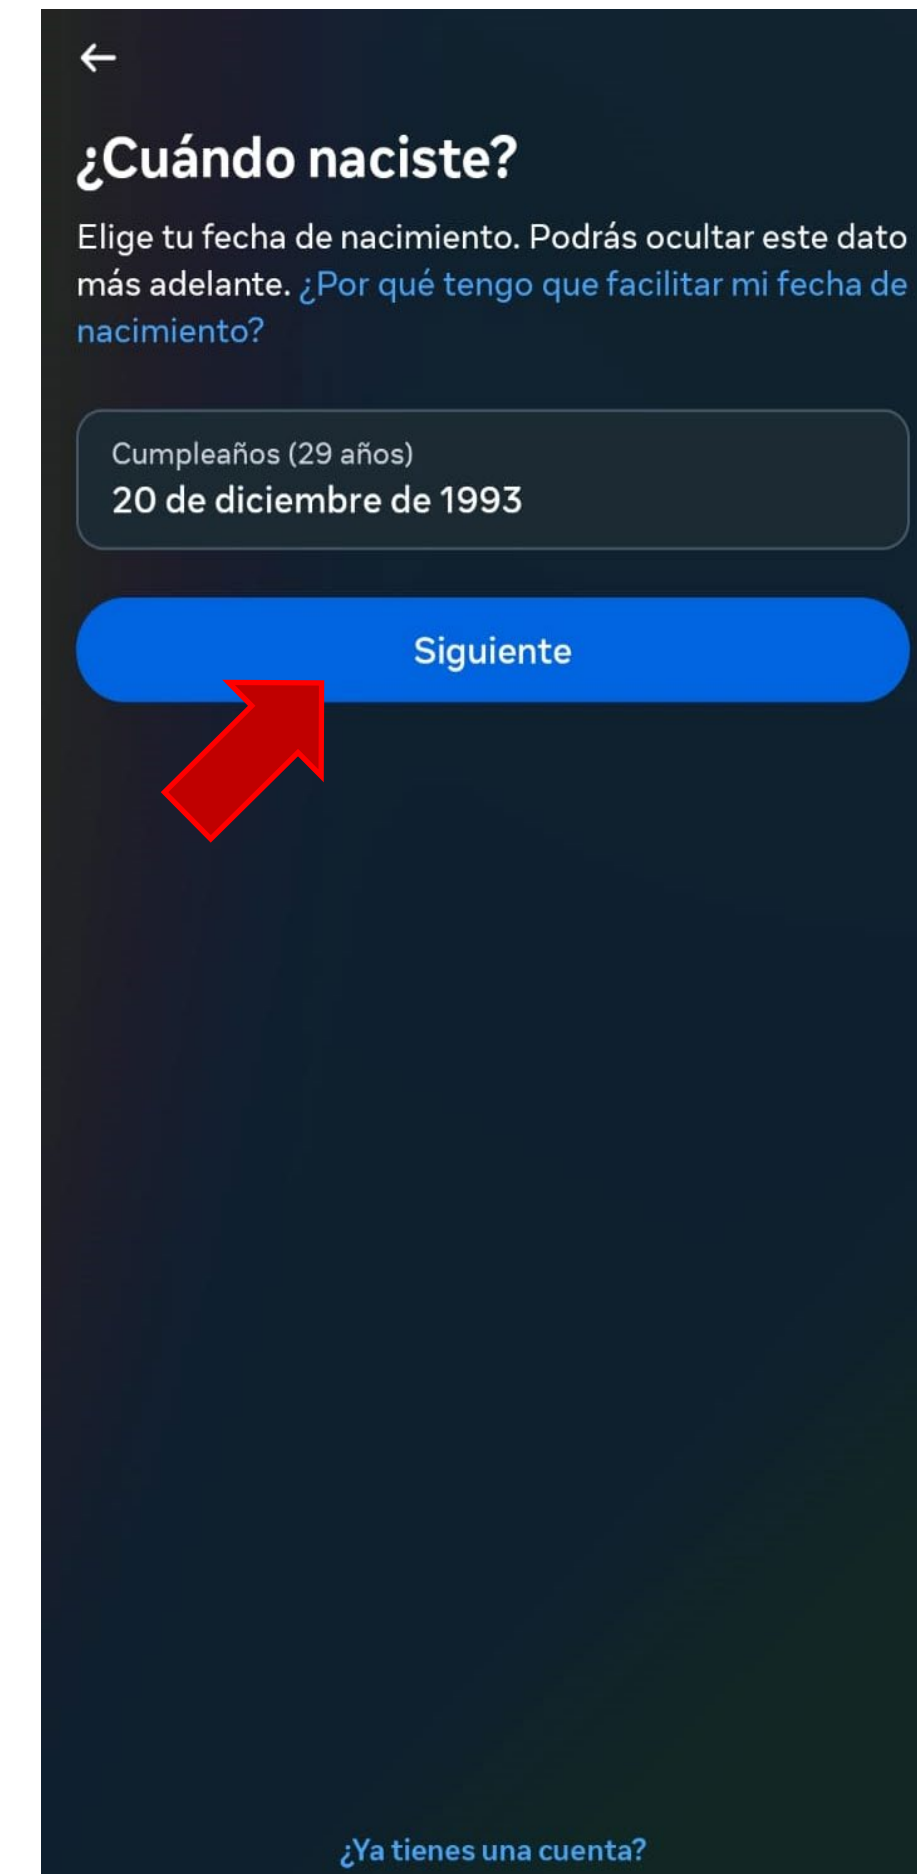 ¿Cuándo naciste?
Elige tu fecha de nacimiento. Podrás ocultar este dato
más adelante. ¿Por qué tengo que facilitar mi fecha de
nacimiento?
Cumpleaños (29 años)
20 de diciembre de 1993
Siguiente
¿Ya tienes una cuenta?